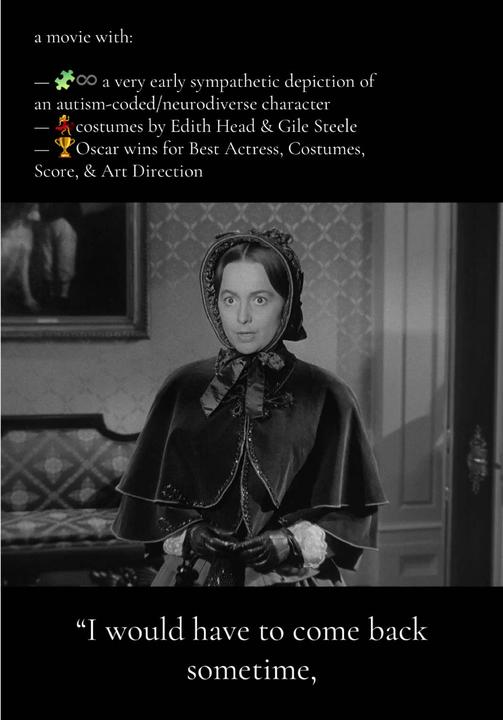 a movie with:
— 🧩♾ a very early sympathetic depiction of
an autism-coded/neurodiverse character
— 💃costumes by Edith Head & Gile Steele
— 🏆Oscar wins for Best Actress, Costumes,
Score, & Art Direction
“I would have to come back
sometime,